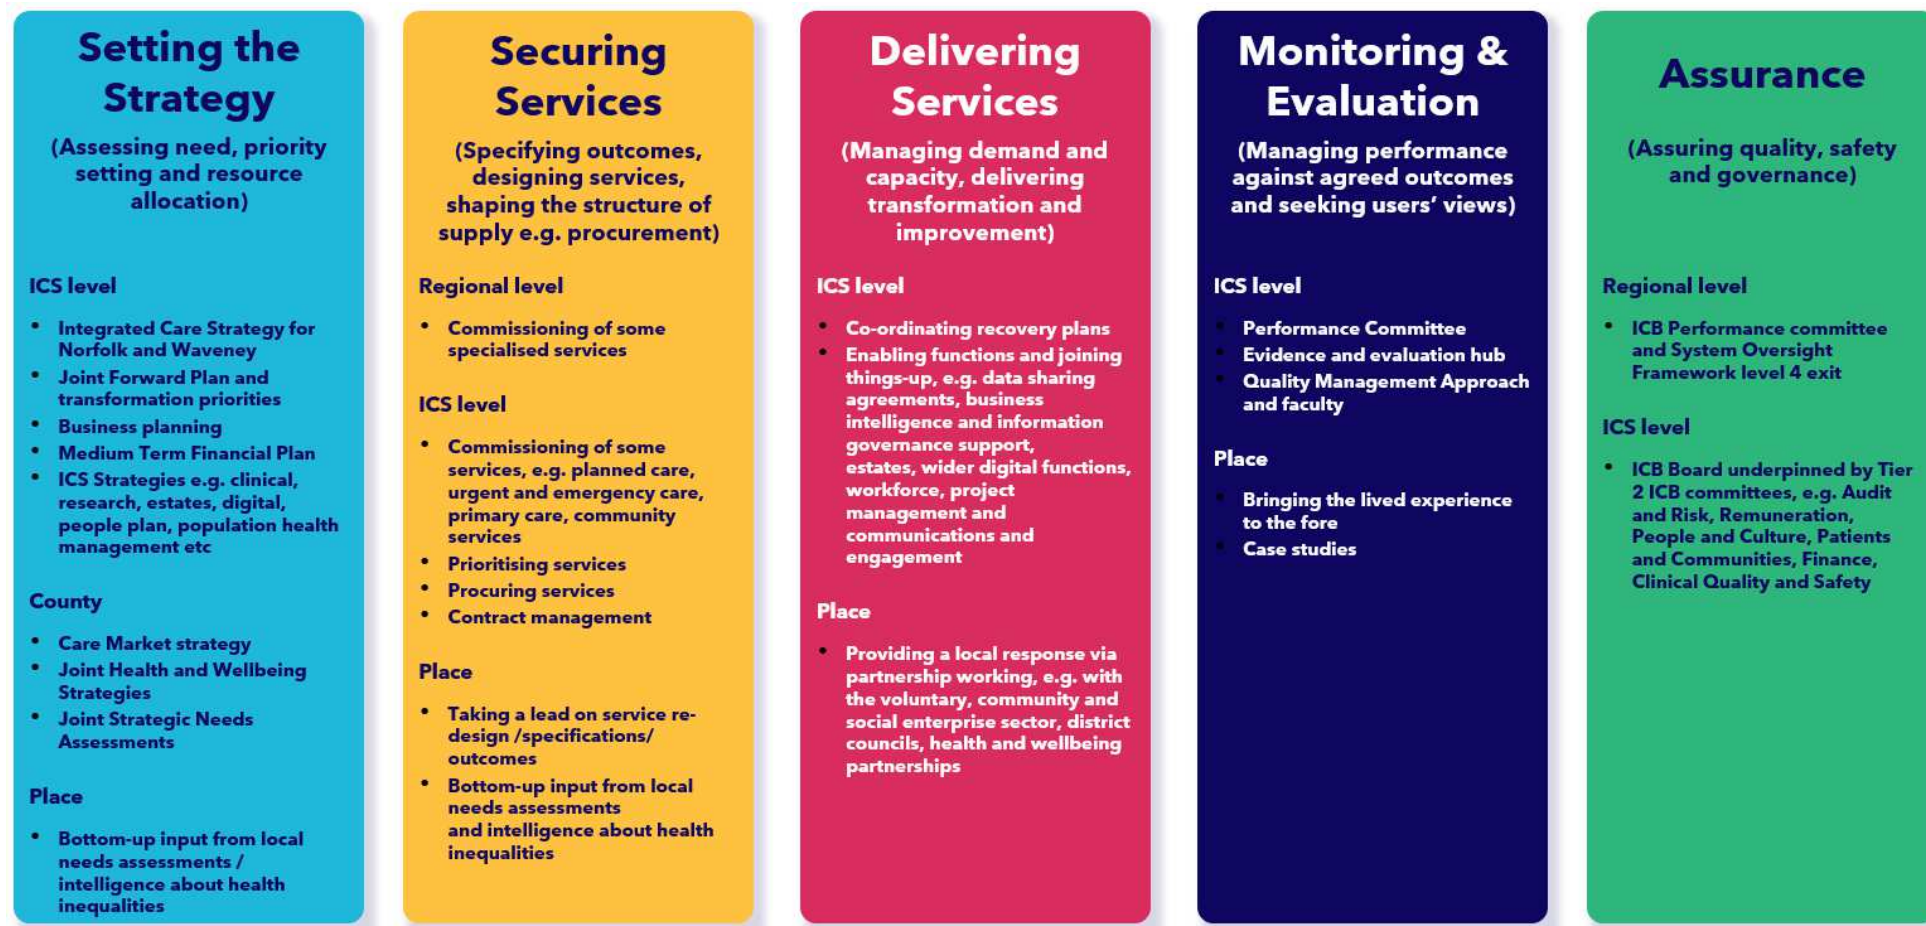 Setting the
Strategy
(Assessing need, priority
setting and resource
allocation)
ICS level
• Integrated Care Strategy for
Norfolk and Waveney
• Joint Forward Plan and
transformation priorities
• Business planning
• Medium Term Financial Plan
• ICS Strategies e.g. clinical,
research, estates, digital,
people plan, population health
management etc
County
• Care Market strategy
• Joint Health and Wellbeing
Strategies
• Joint Strategic Needs
Assessments
Place
• Bottom-up input from local
needs assessments /
intelligence about health
inequalities
Securing
Services
(Specifying outcomes,
designing services,
shaping the structure of
supply e.g. procurement)
Regional level
• Commissioning of some
specialised services
ICS level
• Commissioning of some
services, e.g. planned care,
urgent and emergency care,
primary care, community
services
• Prioritising services
• Procuring services
• Contract management
Place
• Taking a lead on service re-
design /specifications/
outcomes
• Bottom-up input from local
needs assessments
and intelligence about health
inequalities
Delivering
Services
(Managing demand and
capacity, delivering
transformation and
improvement)
ICS level
• Co-ordinating recovery plans
• Enabling functions and joining
things-up, e.g. data sharing
agreements, business
intelligence and information
governance support,
estates, wider digital functions,
workforce, project
management and
communications and
engagement
Place
• Providing a local response via
partnership working, e.g. with
the voluntary, community and
social enterprise sector, district
councils, health and wellbeing
partnerships
Monitoring &
Evaluation
(Managing performance
against agreed outcomes
and seeking users’ views)
ICS level
• Performance Committee
• Evidence and evaluation hub
• Quality Management Approach
and faculty
Place
• Bringing the lived experience
to the fore
• Case studies
Assurance
(Assuring quality, safety
and governance)
Regional level
• ICB Performance committee
and System Oversight
Framework level 4 exit
ICS level
• ICB Board underpinned by Tier
2 ICB committees, e.g. Audit
and Risk, Remuneration,
People and Culture, Patients
and Communities, Finance,
Clinical Quality and Safety